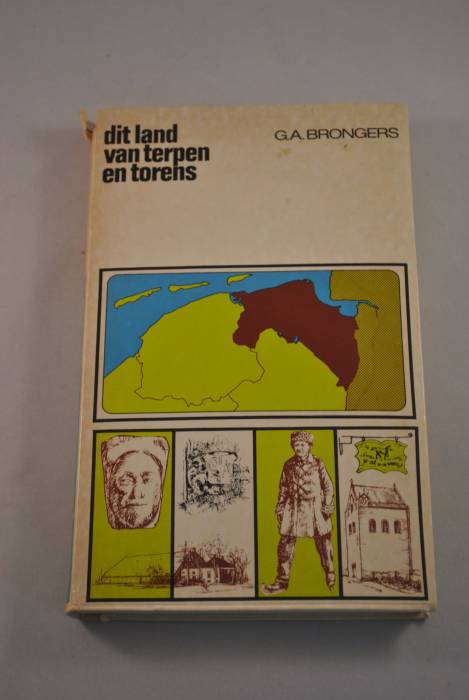 dit land
van terpen
en torens
G.A. BRONGERS